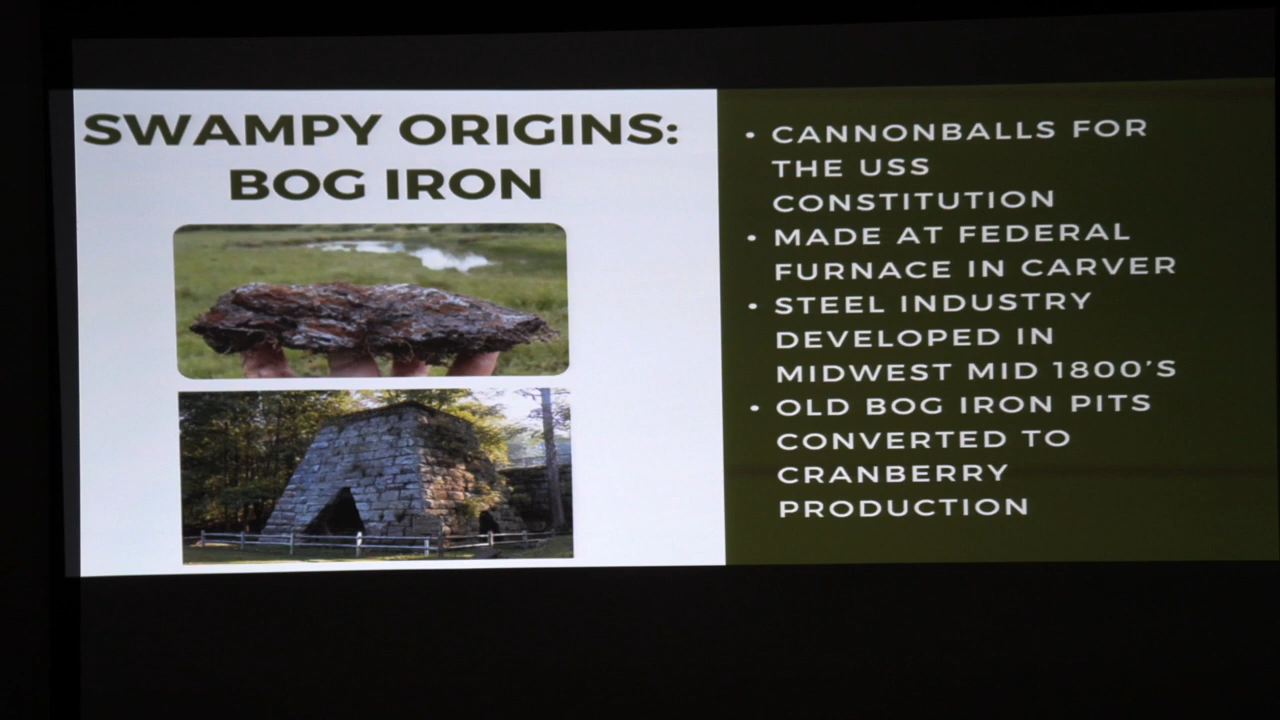 SWAMPY ORIGINS:
BOG IRON
• CANNONBALLS FOR
THE USS
CONSTITUTION
• MADE AT FEDERAL
FURNACE IN CARVER
• STEEL INDUSTRY
DEVELOPED IN
MIDWEST MID 1800'S
• OLD BOG IRON PITS
CONVERTED TO
CRANBERRY
PRODUCTION